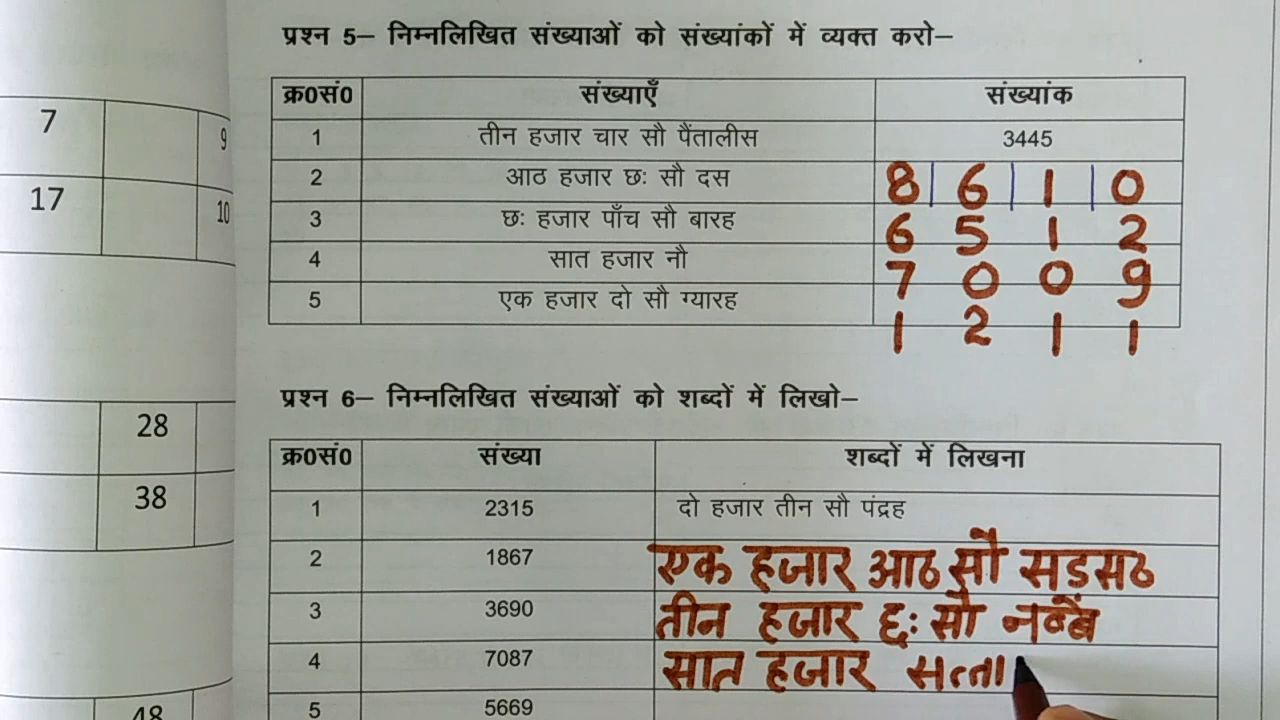 7 9
17 10
28
38
48
प्रश्न 5– निम्नलिखित संख्याओं को संख्यांकों में व्यक्त करो–
क्र0सं0 संख्याएँ संख्यांक
1 तीन हजार चार सौ पैंतालीस 3445
2 आठ हजार छः सौ दस 8 6 1 0
3 छः हजार पाँच सौ बारह 6 5 1 2
4 सात हजार नौ 7 0 0 9
5 एक हजार दो सौ ग्यारह 1 2 1 1
प्रश्न 6– निम्नलिखित संख्याओं को शब्दों में लिखो–
क्र0सं0 संख्या शब्दों में लिखना
1 2315 दो हजार तीन सौ पंद्रह
2 1867 एक हजार आठ सौ सड़सठ
3 3690 तीन हजार छः सौ नब्बें
4 7087 सात हजार सत्ता
5 5669